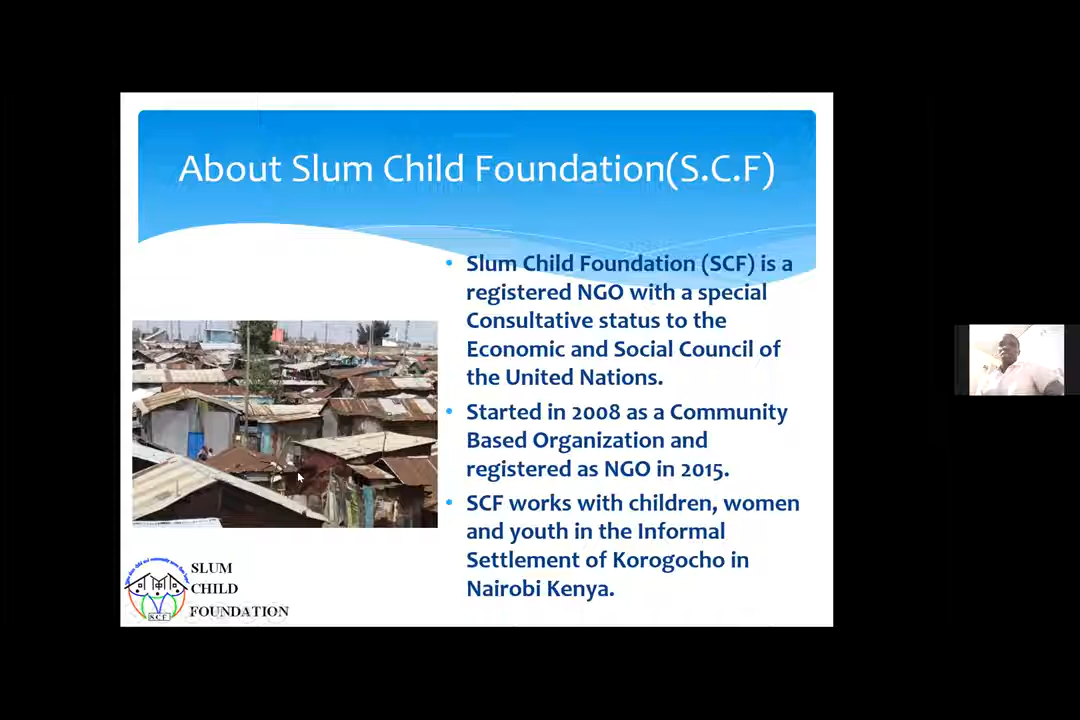 About Slum Child Foundation(S.C.F)
• Slum Child Foundation (SCF) is a
registered NGO with a special
Consultative status to the
Economic and Social Council of
the United Nations.
• Started in 2008 as a Community
Based Organization and
registered as NGO in 2015.
• SCF works with children, women
and youth in the Informal
Settlement of Korogocho in
Nairobi Kenya.
SLUM
CHILD
FOUNDATION
S.C.F